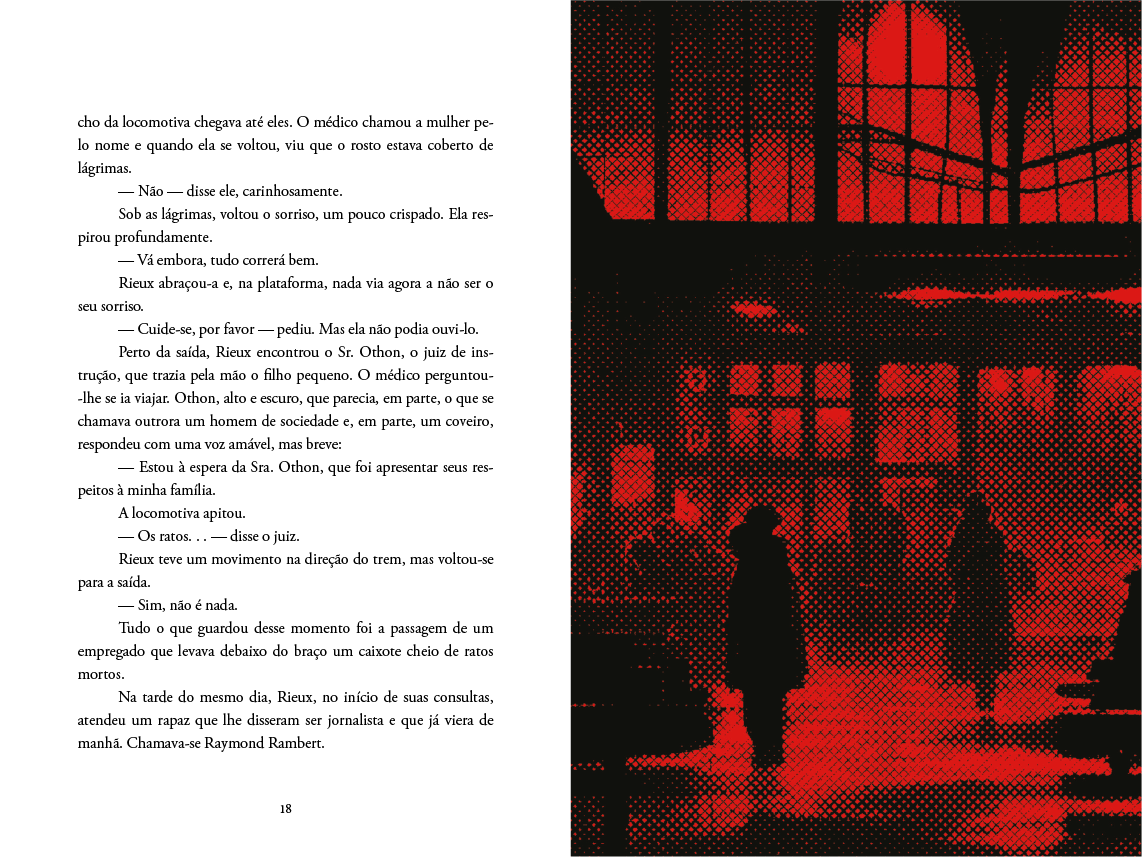 cho da locomotiva chegava até eles. O médico chamou a mulher pe-
lo nome e quando ela se voltou, viu que o rosto estava coberto de
lágrimas.
— Não — disse ele, carinhosamente.
Sob as lágrimas, voltou o sorriso, um pouco crispado. Ela res-
pirou profundamente.
— Vá embora, tudo correrá bem.
Rieux abraçou-a e, na plataforma, nada via agora a não ser o
seu sorriso.
— Cuide-se, por favor — pediu. Mas ela não podia ouvi-lo.
Perto da saída, Rieux encontrou o Sr. Othon, o juiz de ins-
trução, que trazia pela mão o filho pequeno. O médico perguntou-
-lhe se ia viajar. Othon, alto e escuro, que parecia, em parte, o que se
chamava outrora um homem de sociedade e, em parte, um coveiro,
respondeu com uma voz amável, mas breve:
— Estou à espera da Sra. Othon, que foi apresentar seus res-
peitos à minha família.
A locomotiva apitou.
— Os ratos. . . — disse o juiz.
Rieux teve um movimento na direção do trem, mas voltou-se
para a saída.
— Sim, não é nada.
Tudo o que guardou desse momento foi a passagem de um
empregado que levava debaixo do braço um caixote cheio de ratos
mortos.
Na tarde do mesmo dia, Rieux, no início de suas consultas,
atendeu um rapaz que lhe disseram ser jornalista e que já viera de
manhã. Chamava-se Raymond Rambert.
18